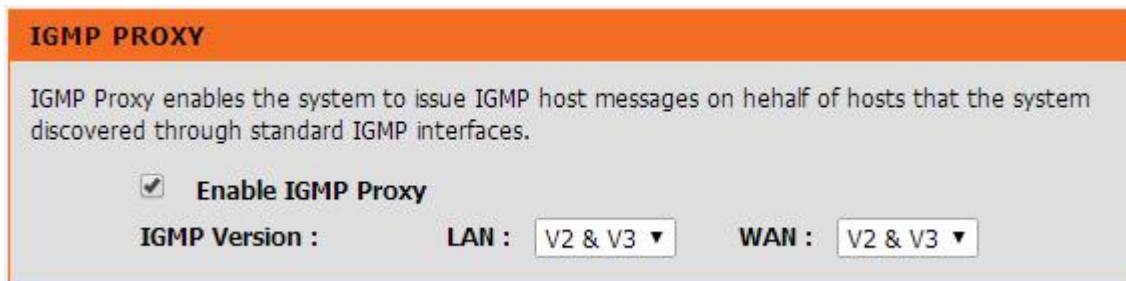 IGMP PROXY
IGMP Proxy enables the system to issue IGMP host messages on hehalf of hosts that the system
discovered through standard IGMP interfaces.
Enable IGMP Proxy
IGMP Version : LAN : V2 & V3 WAN : V2 & V3